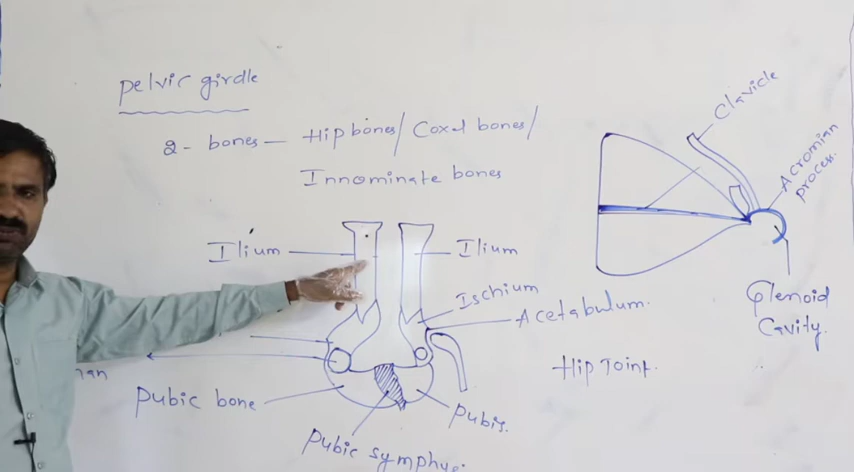 Pelvic girdle
2- bones - Hip bones/ Coxal bones/
Innominate bones
Clavicle
Acromian
process.
Ilium
Ilium
Ischium
Acetabulum.
Glenoid
Cavity.
Hip Joint.
Pubic bone
Pubis.
Pubic symphysi